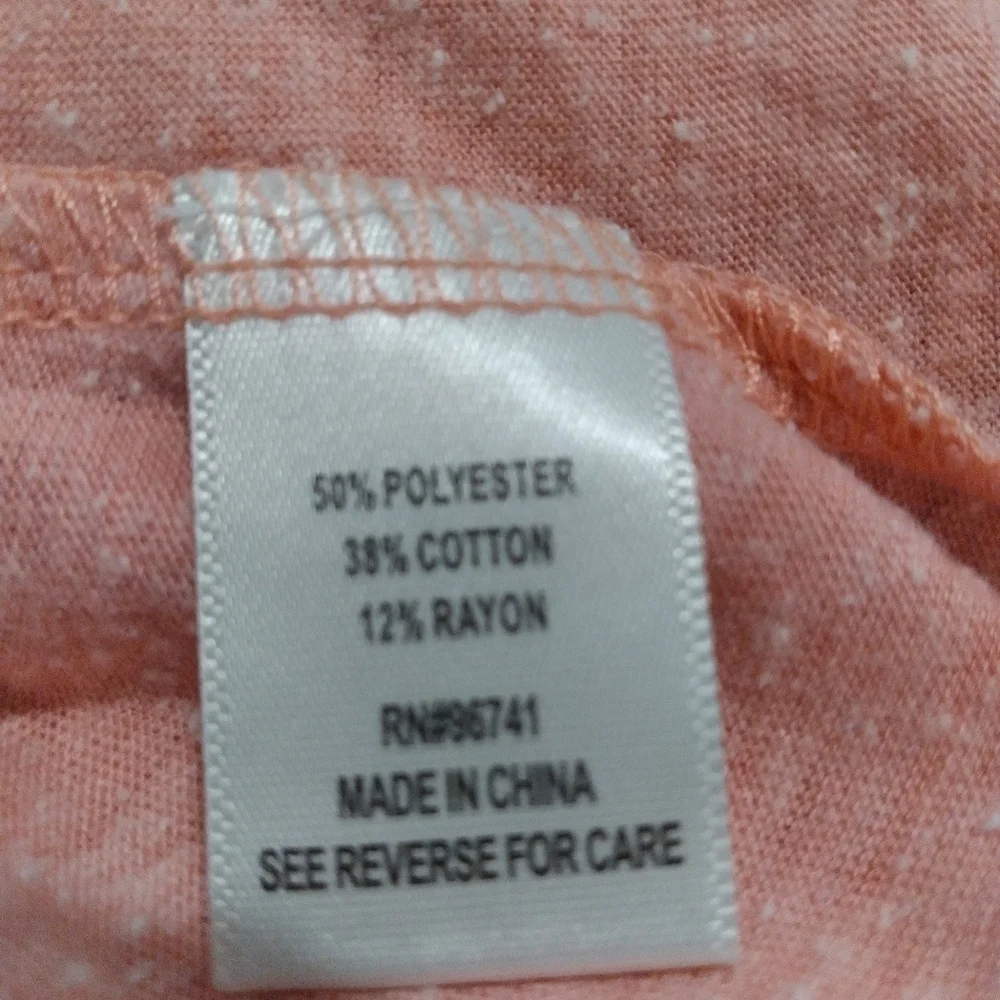 50% POLYESTER
38% COTTON
12% RAYON
RN#96741
MADE IN CHINA
SEE REVERSE FOR CARE